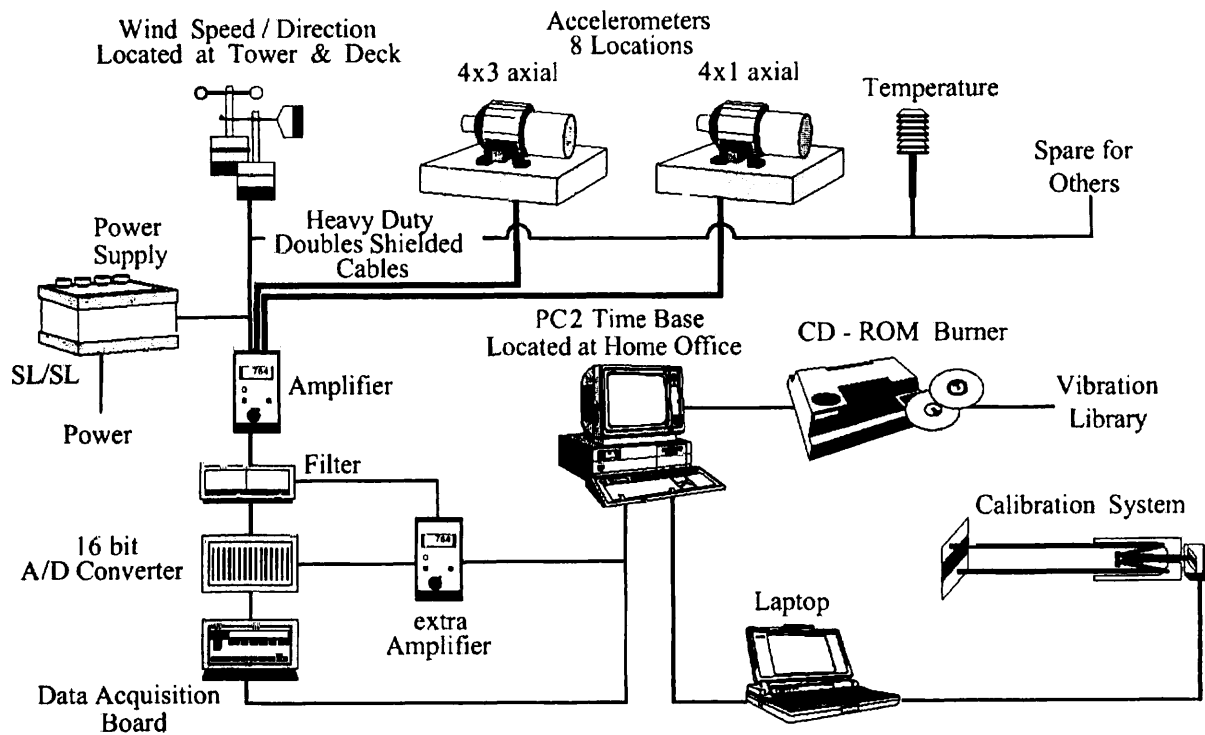 Wind Speed / Direction
Located at Tower & Deck
Accelerometers
8 Locations
4x3 axial
4x1 axial
Temperature
Spare for
Others
Heavy Duty
Doubles Shielded
Cables
Power
Supply
SL/SL
Power
784
Amplifier
PC2 Time Base
Located at Home Office
CD - ROM Burner
Vibration
Library
Filter
16 bit
A/D Converter
784
extra
Amplifier
Calibration System
Laptop
Data Acquisition
Board